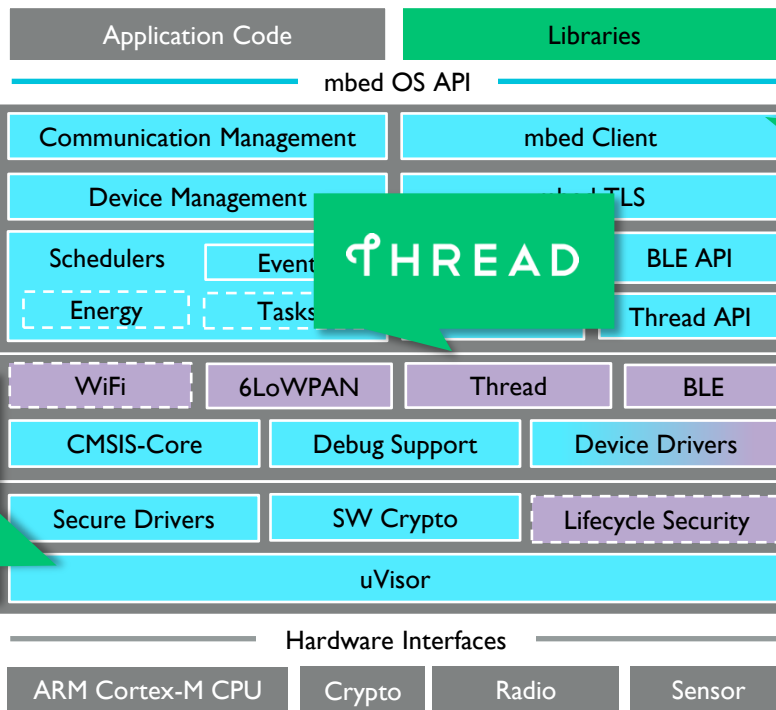 Application Code
Libraries
mbed OS API
Communication Management
mbed Client
Device Management
TLS
Schedulers
Event
THREAD
BLE API
Energy
Tasks
Thread API
WiFi
6LoWPAN
Thread
BLE
CMSIS-Core
Debug Support
Device Drivers
Secure Drivers
SW Crypto
Lifecycle Security
uVisor
Hardware Interfaces
ARM Cortex-M CPU
Crypto
Radio
Sensor